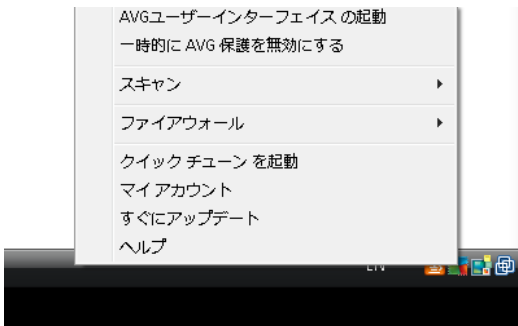 AVGユーザーインターフェイス の起動
一時的に AVG 保護を無効にする
スキャン
ファイアウォール
クイック チューン を起動
マイ アカウント
すぐにアップデート
ヘルプ
EN